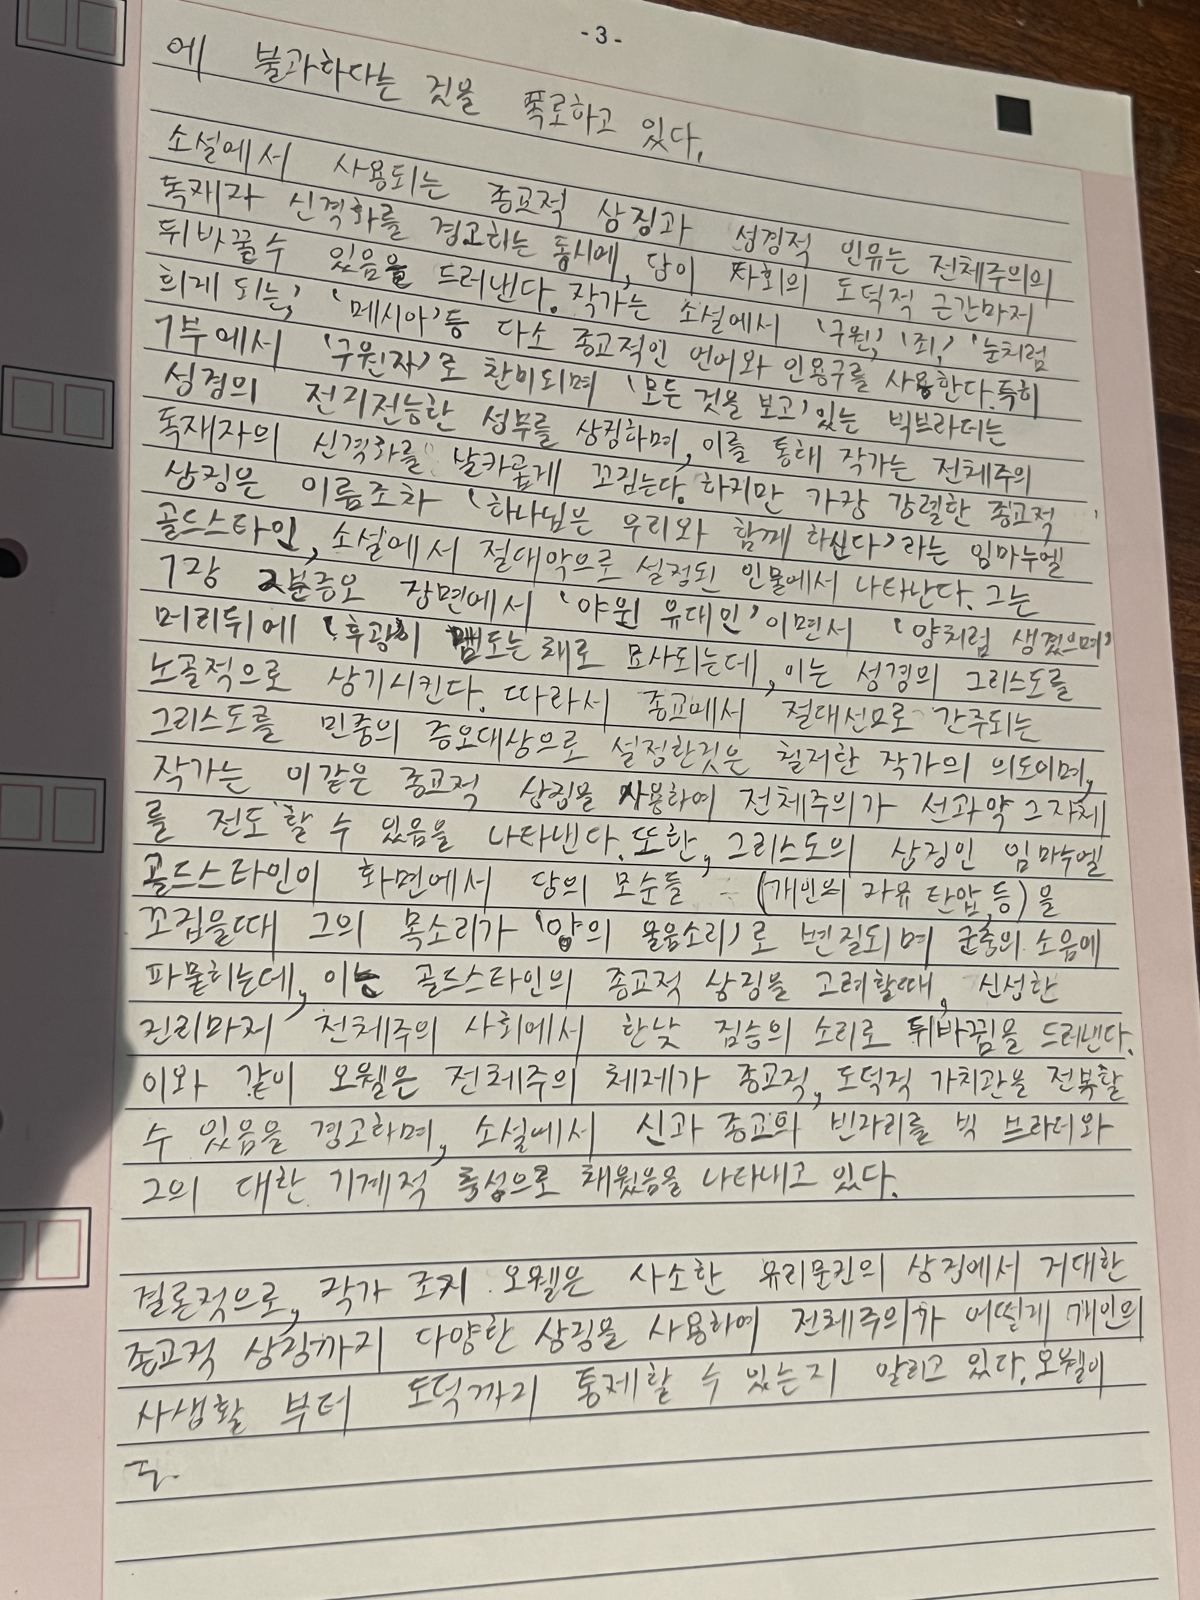 - 3 -
에 불과하다는 것을 폭로하고 있다.
소설에서 사용되는 종교적 상징과 성경적 인유는 전체주의의
독재자 신격화를 경고하는 동시에, 당이 사회의 도덕적 근간마저
뒤바꿀수 있음을 드러낸다. 작가는 소설에서 '구원', '죄', '눈처럼
희게 되는', '메시아' 등 다소 종교적인 언어와 인용구를 사용한다. 특히
1부에서 '구원자'로 찬미되며 '모든 것을 보고' 있는 빅브라더는
성경의 전지전능한 성부를 상징하며, 이를 통해 작가는 전체주의
독재자의 신격화를 날카롭게 꼬집는다. 하지만 가장 강렬한 종교적
상징은 이름조차 '하나님은 우리와 함께 하신다'라는 임마누엘
골드스타인, 소설에서 절대악으로 설정된 인물에서 나타난다. 그는
1장 2분증오 장면에서 '야윈 유대인'이면서 '양처럼 생겼으며'
머리뒤에 '후광이 맴도는 채로 묘사되는데, 이는 성경의 그리스도를
노골적으로 상기시킨다. 따라서 종교에서 절대선으로 간주되는
그리스도를 민중의 증오대상으로 설정한것은 철저한 작가의 의도이며,
작가는 이같은 종교적 상징을 사용하여 전체주의가 선과악 그자체
를 전도할 수 있음을 나타낸다. 또한, 그리스도의 상징인 임마누엘
골드스타인이 화면에서 당의 모순들 (개인의 자유 탄압, 등)을
꼬집을때 그의 목소리가 '양의 울음소리'로 변질되며 군중의 소음에
파묻히는데, 이는 골드스타인의 종교적 상징을 고려할때, 신성한
진리마저 전체주의 사회에서 한낯 짐승의 소리로 뒤바뀜을 드러낸다.
이와 같이 오웰은 전체주의 체제가 종교적, 도덕적 가치관을 전복할
수 있음을 경고하며, 소설에서 신과 종교의 빈자리를 빅 브라더와
그의 대한 기계적 충성으로 채웠음을 나타내고 있다.
결론적으로, 작가 조지 오웰은 사소한 유리문진의 상징에서 거대한
종교적 상징까지 다양한 상징을 사용하여 전체주의가 어떻게 개인의
사생활 부터 도덕까지 통제할 수 있는지 알리고 있다. 오웰이